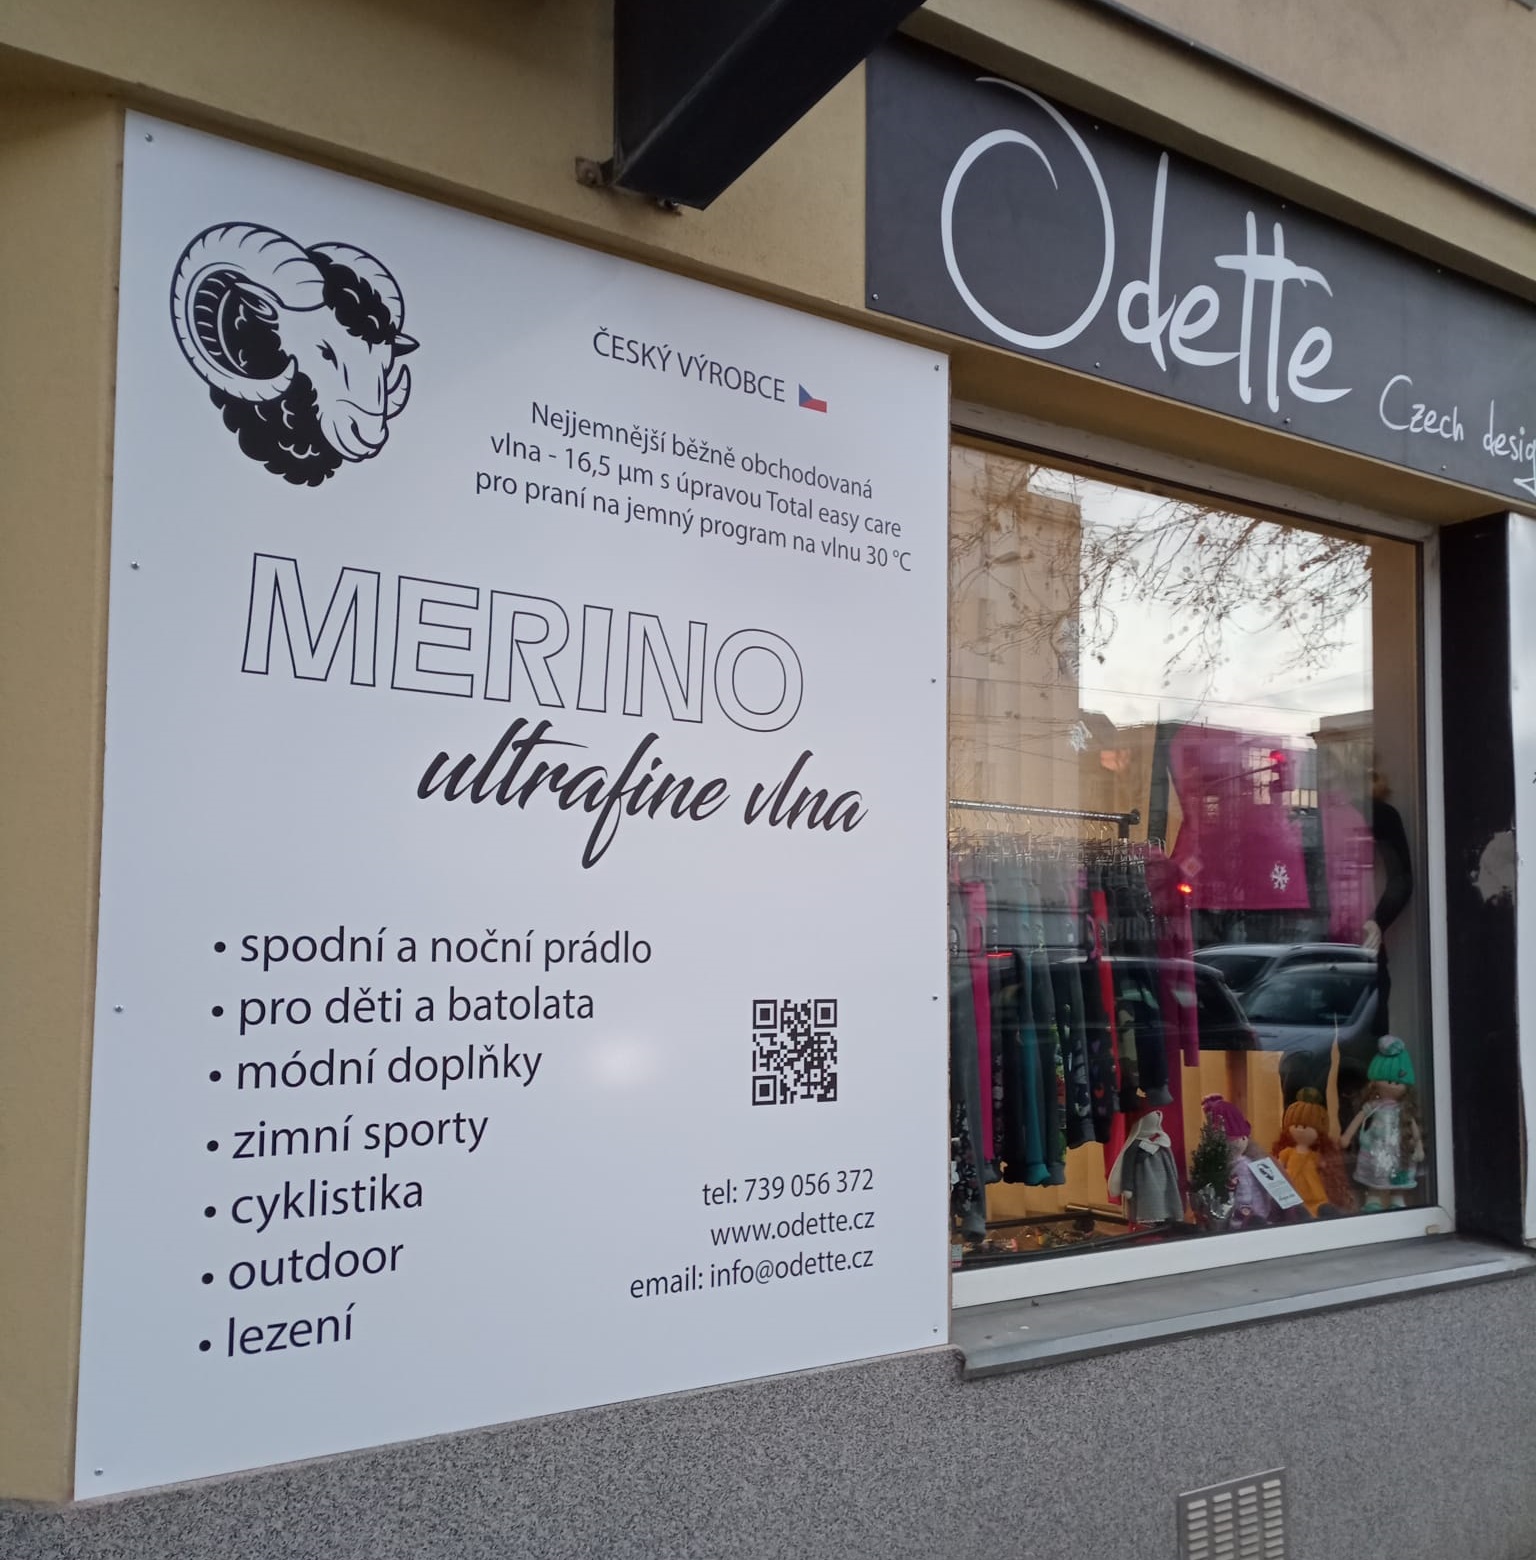 ČESKÝ VÝROBCE
Nejjemnější běžně obchodovaná
vlna - 16,5 µm s úpravou Total easy care
pro praní na jemný program na vlnu 30 °C
MERINO
ultrafine vlna
• spodní a noční prádlo
• pro děti a batolata
• módní doplňky
• zimní sporty
• cyklistika
• outdoor
• lezení
tel: 739 056 372
www.odette.cz
email: info@odette.cz
Odette
Czech desig